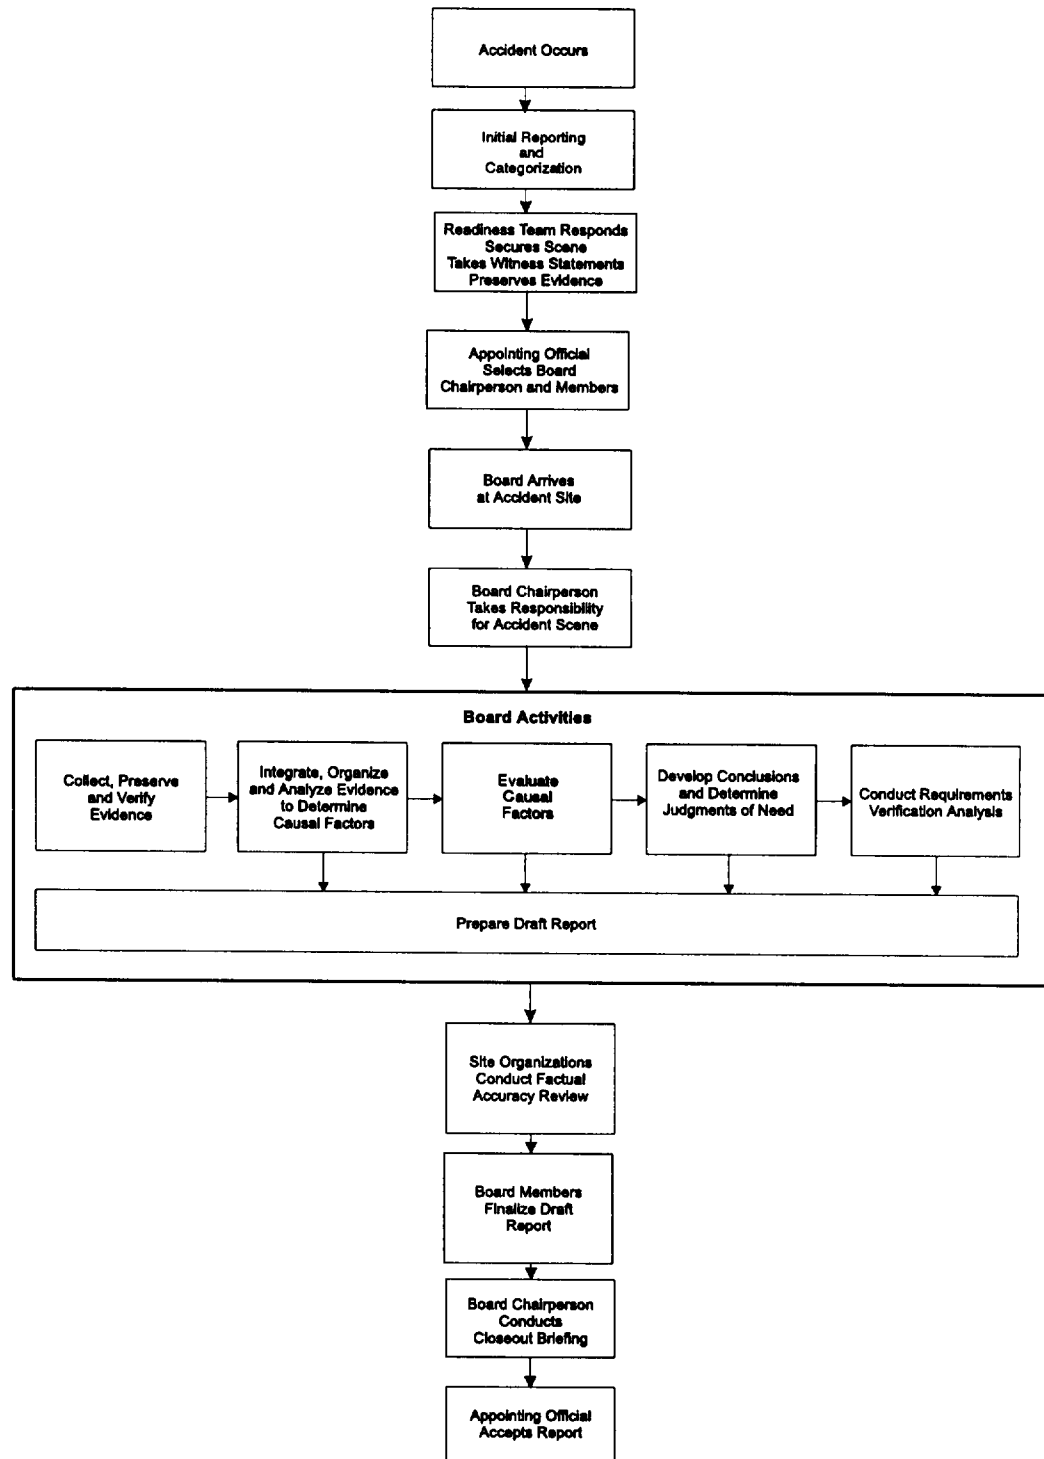 Accident Occurs
Initial Reporting
and
Categorization
Readiness Team Responds
Secures Scene
Takes Witness Statements
Preserves Evidence
Appointing Official
Selects Board
Chairperson and Members
Board Arrives
at Accident Site
Board Chairperson
Takes Responsibility
for Accident Scene
Board Activities
Collect, Preserve
and Verify
Evidence
Integrate, Organize
and Analyze Evidence
to Determine
Causal Factors
Evaluate
Causal
Factors
Develop Conclusions
and Determine
Judgments of Need
Conduct Requirements
Verification Analysis
Prepare Draft Report
Site Organizations
Conduct Factual
Accuracy Review
Board Members
Finalize Draft
Report
Board Chairperson
Conducts
Closeout Briefing
Appointing Official
Accepts Report